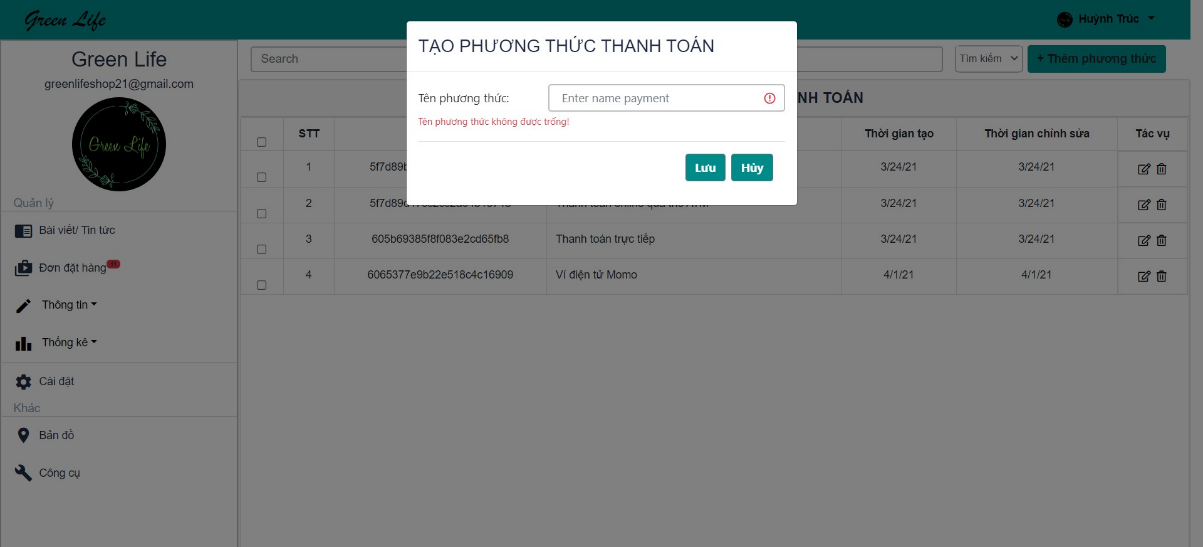 Green Life
Huỳnh Trúc
Green Life
greenlifeshop21@gmail.com
Green Life
Quản lý
Bài viết/ Tin tức
Đơn đặt hàng
Thông tin
Thống kê
Cài đặt
Khác
Bản đồ
Công cụ
Search
Tìm kiếm
+ Thêm phương thức
TẠO PHƯƠNG THỨC THANH TOÁN
Tên phương thức:
Enter name payment
Tên phương thức không được trống!
Lưu
Hủy
NH TOÁN
STT Thời gian tạo Thời gian chỉnh sửa Tác vụ
1 3/24/21 3/24/21
2 3/24/21 3/24/21
3 605b69385f8f083e2cd65fb8 Thanh toán trực tiếp 3/24/21 3/24/21
4 6065377e9b22e518c4c16909 Ví điện tử Momo 4/1/21 4/1/21